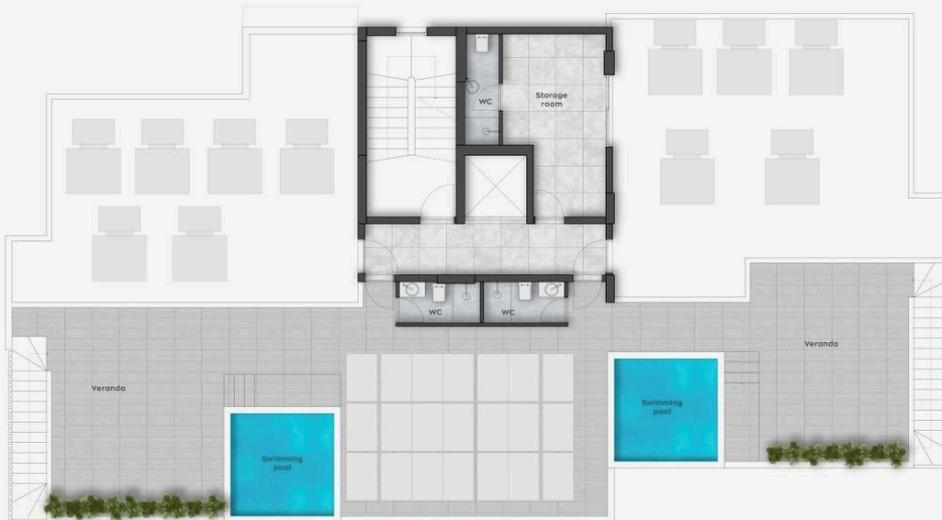 Storage
room
WC
WC
WC
Veranda
Veranda
Swimming
pool
Swimming
pool